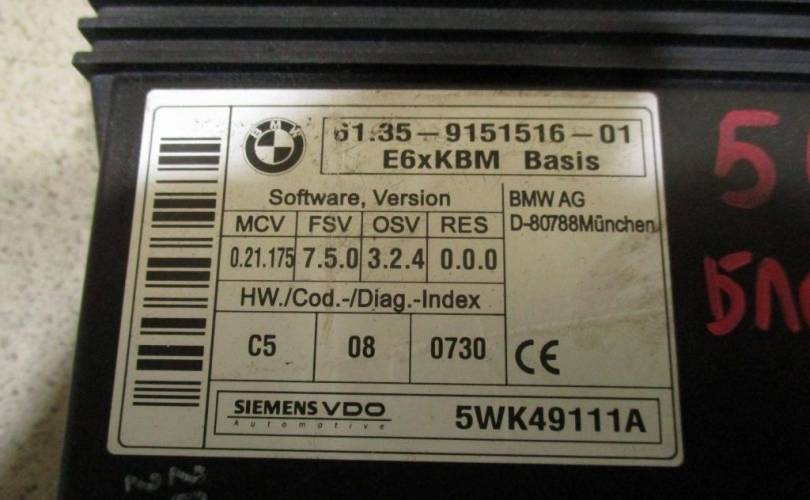 BMW
61.35-9151516-01
E6xKBM Basis
Software, Version
BMW AG
D-80788München
MCV FSV OSV RES
0.21.175 7.5.0 3.2.4 0.0.0
HW./Cod.-/Diag.-Index
C5 08 0730
CE
SIEMENS VDO
Automotive
5WK49111A
5